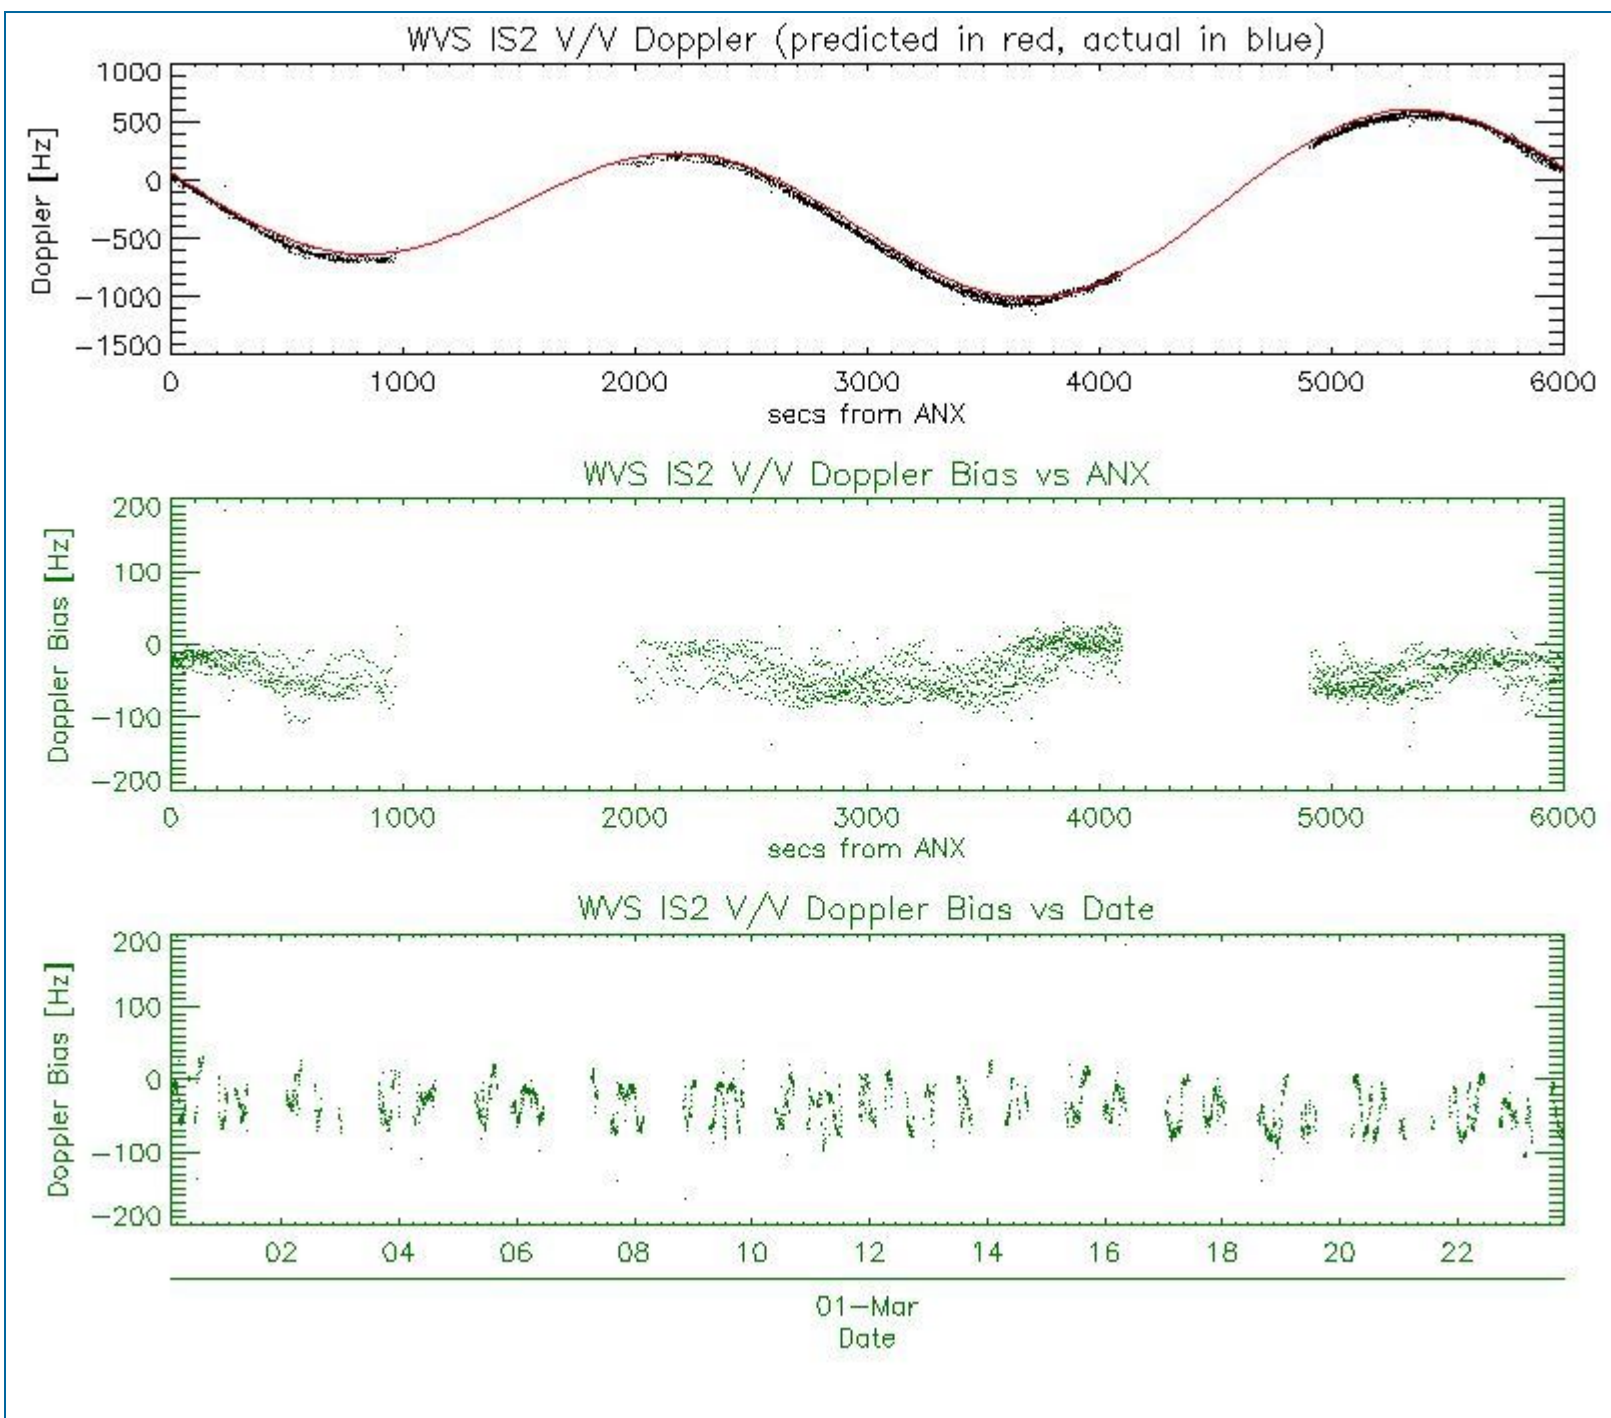 WVS IS2 V/V Doppler (predicted in red, actual in blue)
1000
500
0
-500
-1000
-1500
Doppler [Hz]
0 1000 2000 3000 4000 5000 6000
secs from ANX
WVS IS2 V/V Doppler Bias vs ANX
200
100
0
-100
-200
Doppler Bias [Hz]
0 1000 2000 3000 4000 5000 6000
secs from ANX
WVS IS2 V/V Doppler Bias vs Date
200
100
0
-100
-200
Doppler Bias [Hz]
02 04 06 08 10 12 14 16 18 20 22
01-Mar
Date